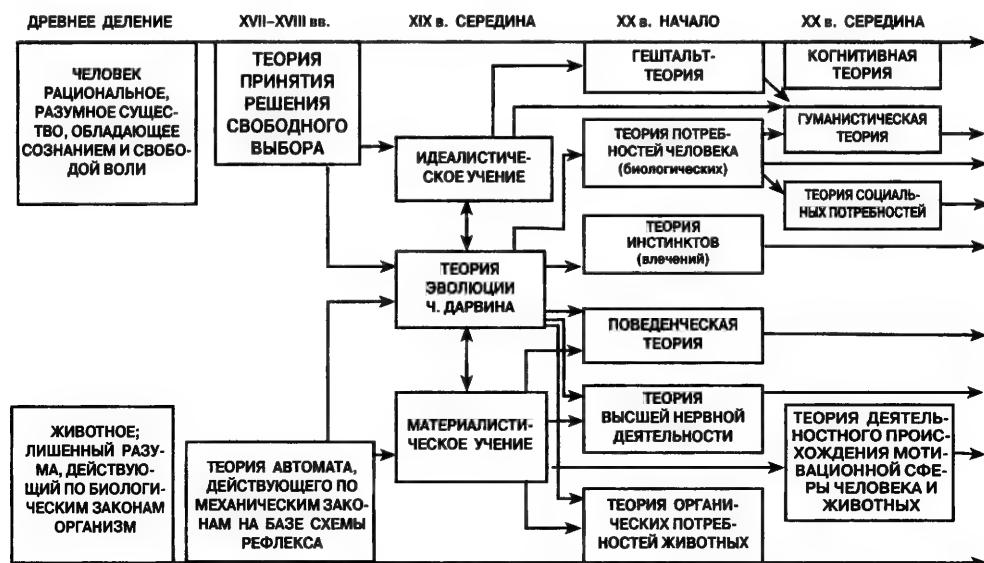 ДРЕВНЕЕ ДЕЛЕНИЕ
XVII–XVIII вв.
XIX в. СЕРЕДИНА
XX в. НАЧАЛО
XX в. СЕРЕДИНА
ЧЕЛОВЕК
РАЦИОНАЛЬНОЕ,
РАЗУМНОЕ СУЩЕС-
ТВО, ОБЛАДАЮЩЕЕ
СОЗНАНИЕМ И СВОБО-
ДОЙ ВОЛИ
ТЕОРИЯ
ПРИНЯТИЯ
РЕШЕНИЯ
СВОБОДНОГО
ВЫБОРА
ИДЕАЛИСТИЧЕ-
СКОЕ УЧЕНИЕ
ГЕШТАЛЬТ-
ТЕОРИЯ
КОГНИТИВНАЯ
ТЕОРИЯ
ТЕОРИЯ ПОТРЕБ-
НОСТЕЙ ЧЕЛОВЕКА
(биологических)
ГУМАНИСТИЧЕСКАЯ
ТЕОРИЯ
ТЕОРИЯ СОЦИАЛЬ-
НЫХ ПОТРЕБНОСТЕЙ
ТЕОРИЯ
ИНСТИНКТОВ
(влечений)
ТЕОРИЯ
ЭВОЛЮЦИИ
Ч. ДАРВИНА
ПОВЕДЕНЧЕСКАЯ
ТЕОРИЯ
ЖИВОТНОЕ;
ЛИШЕННЫЙ РАЗУ-
МА, ДЕЙСТВУЮ-
ЩИЙ ПО БИОЛОГИ-
ЧЕСКИМ ЗАКОНАМ
ОРГАНИЗМ
ТЕОРИЯ АВТОМАТА,
ДЕЙСТВУЮЩЕГО ПО
МЕХАНИЧЕСКИМ ЗАКО-
НАМ НА БАЗЕ СХЕМЫ
РЕФЛЕКСА
МАТЕРИАЛИСТИ-
ЧЕСКОЕ УЧЕНИЕ
ТЕОРИЯ
ВЫСШЕЙ НЕРВНОЙ
ДЕЯТЕЛЬНОСТИ
ТЕОРИЯ ДЕЯТЕЛЬ-
НОСТНОГО ПРОИС-
ХОЖДЕНИЯ МОТИ-
ВАЦИОННОЙ СФЕ-
РЫ ЧЕЛОВЕКА И
ЖИВОТНЫХ
ТЕОРИЯ ОРГАНИ-
ЧЕСКИХ ПОТРЕБ-
НОСТЕЙ ЖИВОТНЫХ